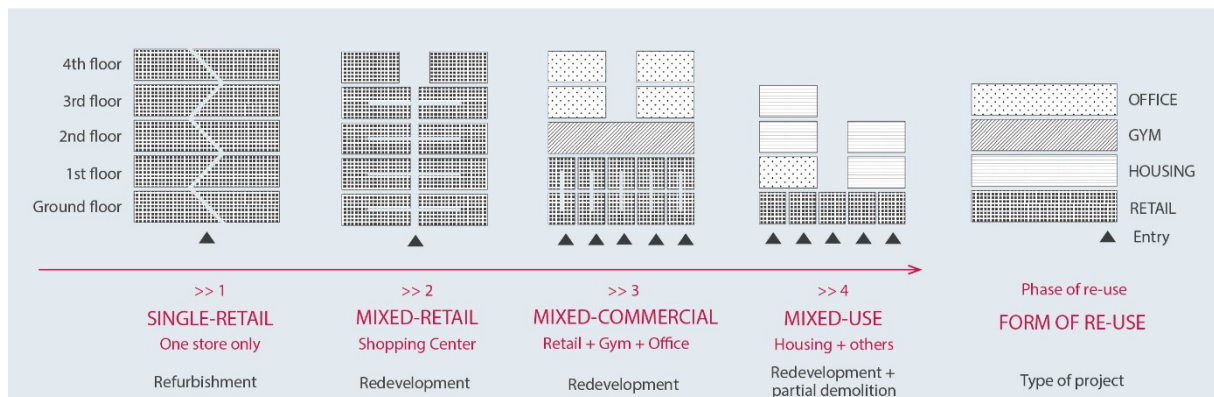 4th floor
3rd floor
2nd floor
1st floor
Ground floor
OFFICE
GYM
HOUSING
RETAIL
Entry
>> 1
SINGLE-RETAIL
One store only
Refurbishment
>> 2
MIXED-RETAIL
Shopping Center
Redevelopment
>> 3
MIXED-COMMERCIAL
Retail + Gym + Office
Redevelopment
>> 4
MIXED-USE
Housing + others
Redevelopment +
partial demolition
Phase of re-use
FORM OF RE-USE
Type of project